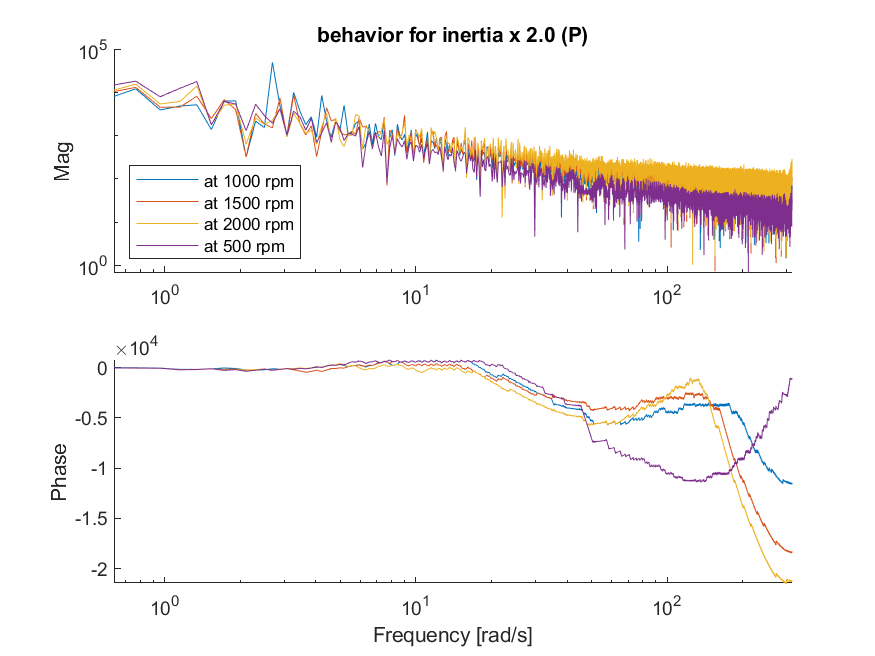 behavior for inertia x 2.0 (P)
10^5
Mag
at 1000 rpm
at 1500 rpm
at 2000 rpm
at 500 rpm
10^0
10^0 10^1 10^2
×10^4
0
-0.5
Phase
-1
-1.5
-2
10^0 10^1 10^2
Frequency [rad/s]